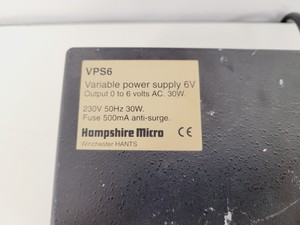 VPS6
Variable power supply 6V
Output 0 to 6 volts AC. 30W.
230V 50Hz 30W.
Fuse 500mA anti-surge.
Hampshire Micro CE
Winchester HANTS